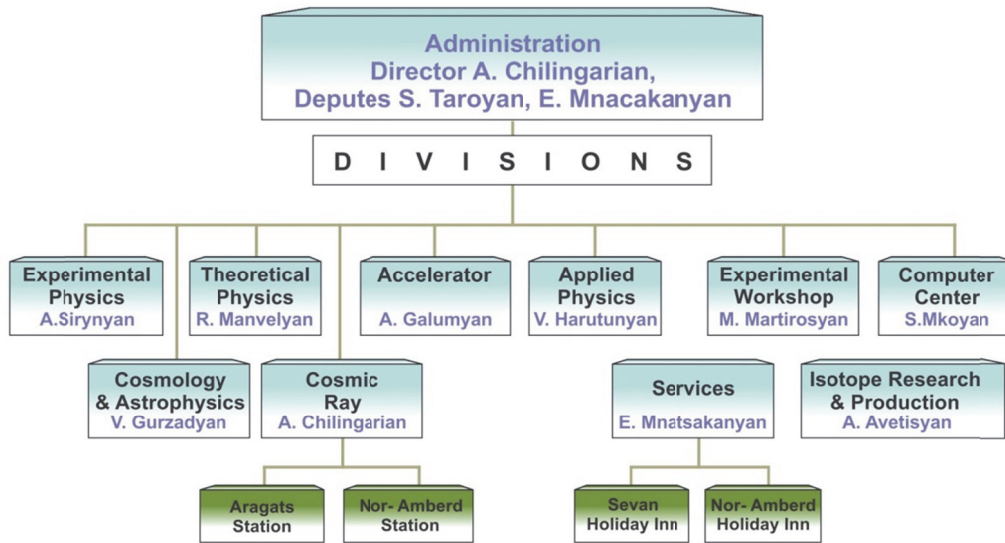 Administration
Director A. Chilingarian,
Deputes S. Taroyan, E. Mnacakanyan
D I V I S I O N S
Experimental
Physics
A.Sirynyan
Theoretical
Physics
R. Manvelyan
Accelerator
A. Galumyan
Applied
Physics
V. Harutunyan
Experimental
Workshop
M. Martirosyan
Computer
Center
S.Mkoyan
Cosmology
& Astrophysics
V. Gurzadyan
Cosmic
Ray
A. Chilingarian
Services
E. Mnatsakanyan
Isotope Research
& Production
A. Avetisyan
Aragats
Station
Nor- Amberd
Station
Sevan
Holiday Inn
Nor-Amberd
Holiday Inn